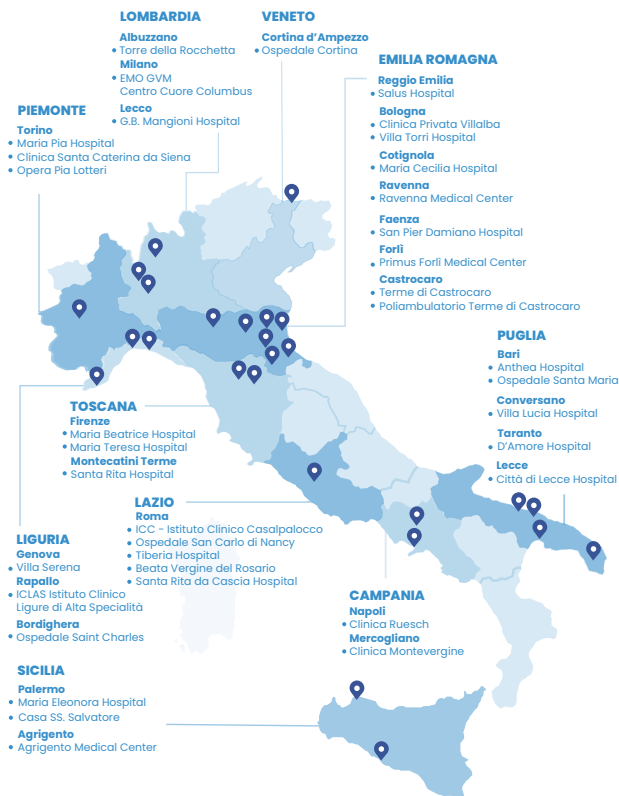 LOMBARDIA
Albuzzano
• Torre della Rocchetta
Milano
• EMO GVM
Centro Cuore Columbus
Lecco
• G.B. Mangioni Hospital
VENETO
Cortina d'Ampezzo
• Ospedale Cortina
EMILIA ROMAGNA
Reggio Emilia
• Salus Hospital
Bologna
• Clinica Privata Villalba
• Villa Torri Hospital
Cotignola
• Maria Cecilia Hospital
Ravenna
• Ravenna Medical Center
Faenza
• San Pier Damiano Hospital
Forlì
• Primus Forlì Medical Center
Castrocaro
• Terme di Castrocaro
• Poliambulatorio Terme di Castrocaro
PIEMONTE
Torino
• Maria Pia Hospital
• Clinica Santa Caterina da Siena
• Opera Pia Lotteri
PUGLIA
Bari
• Anthea Hospital
• Ospedale Santa Maria
Conversano
• Villa Lucia Hospital
Taranto
• D'Amore Hospital
Lecce
• Città di Lecce Hospital
TOSCANA
Firenze
• Maria Beatrice Hospital
• Maria Teresa Hospital
Montecatini Terme
• Santa Rita Hospital
LAZIO
Roma
• ICC - Istituto Clinico Casalpalocco
• Ospedale San Carlo di Nancy
• Tiberia Hospital
• Beata Vergine del Rosario
• Santa Rita da Cascia Hospital
LIGURIA
Genova
• Villa Serena
Rapallo
• ICLAS Istituto Clinico
Ligure di Alta Specialità
Bordighera
• Ospedale Saint Charles
CAMPANIA
Napoli
• Clinica Ruesch
Mercogliano
• Clinica Montevergine
SICILIA
Palermo
• Maria Eleonora Hospital
• Casa SS. Salvatore
Agrigento
• Agrigento Medical Center